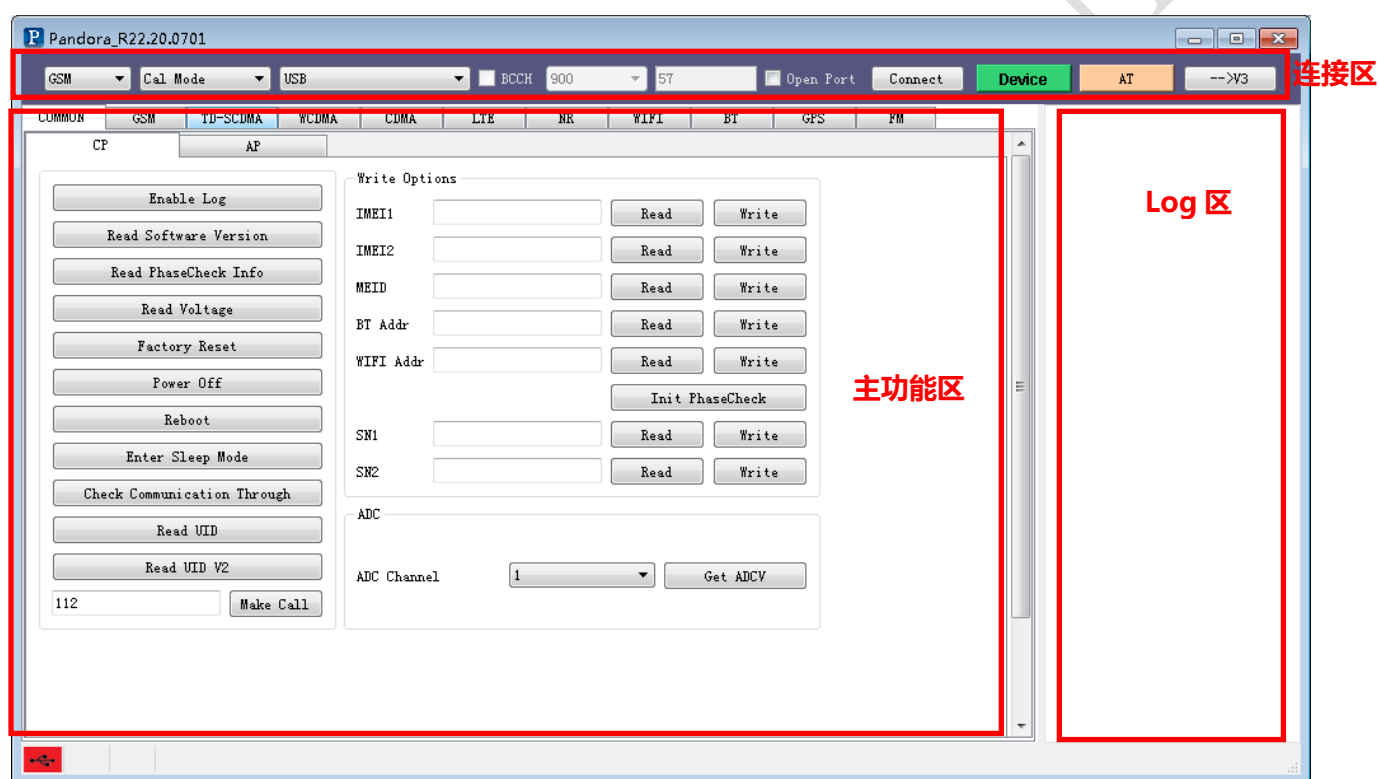 Pandora_R22.20.0701
GSM Cal Mode USB BCCH 900 57 Open Port Connect Device AT -->V3
连接区
COMMON GSM TD-SCDMA WCDMA CDMA LTE NR WIFI BT GPS FM
CP AP
Enable Log
Read Software Version
Read PhaseCheck Info
Read Voltage
Factory Reset
Power Off
Reboot
Enter Sleep Mode
Check Communication Through
Read UID
Read UID V2
112 Make Call
Write Options
IMEI1 Read Write
IMEI2 Read Write
MEID Read Write
BT Addr Read Write
WIFI Addr Read Write
Init PhaseCheck
SN1 Read Write
SN2 Read Write
ADC
ADC Channel 1 Get ADCV
主功能区
Log 区